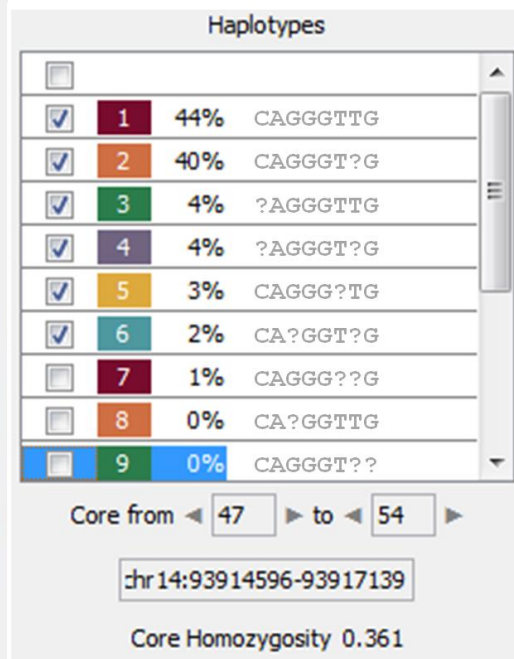 Haplotypes
1 44% CAGGGTTG
2 40% CAGGGT?G
3 4% ?AGGGTTG
4 4% ?AGGGT?G
5 3% CAGGG?TG
6 2% CA?GGT?G
7 1% CAGGG??G
8 0% CA?GGTTG
9 0% CAGGGT??
Core from 47 to 54
chr14:93914596-93917139
Core Homozygosity 0.361